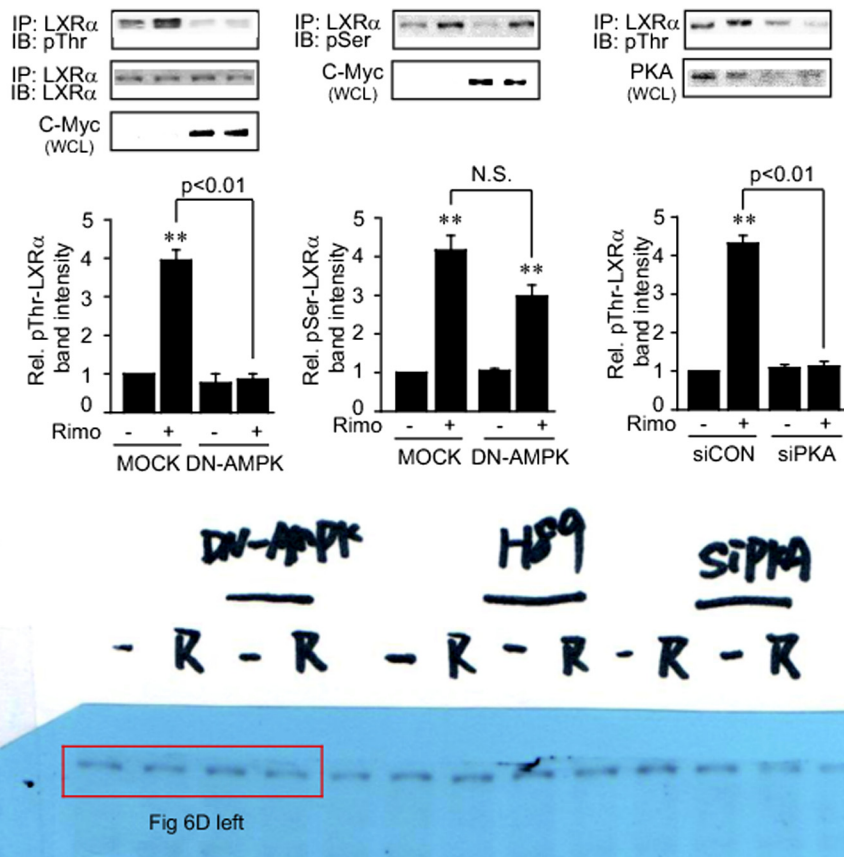 IP: LXRα
IB: pThr
IP: LXRα
IB: LXRα
C-Myc
(WCL)
p<0.01
**
Rel. pThr-LXRα
band intensity
5
4
3
2
1
0
Rimo - + - +
MOCK DN-AMPK
IP: LXRα
IB: pSer
C-Myc
(WCL)
N.S.
**
**
Rel. pSer-LXRα
band intensity
5
4
3
2
1
0
Rimo - + - +
MOCK DN-AMPK
IP: LXRα
IB: pThr
PKA
(WCL)
p<0.01
**
Rel. pThr-LXRα
band intensity
5
4
3
2
1
0
Rimo - + - +
siCON siPKA
DN-AMPK H89 SiPKA
- R - R - R - R - R - R
Fig 6D left